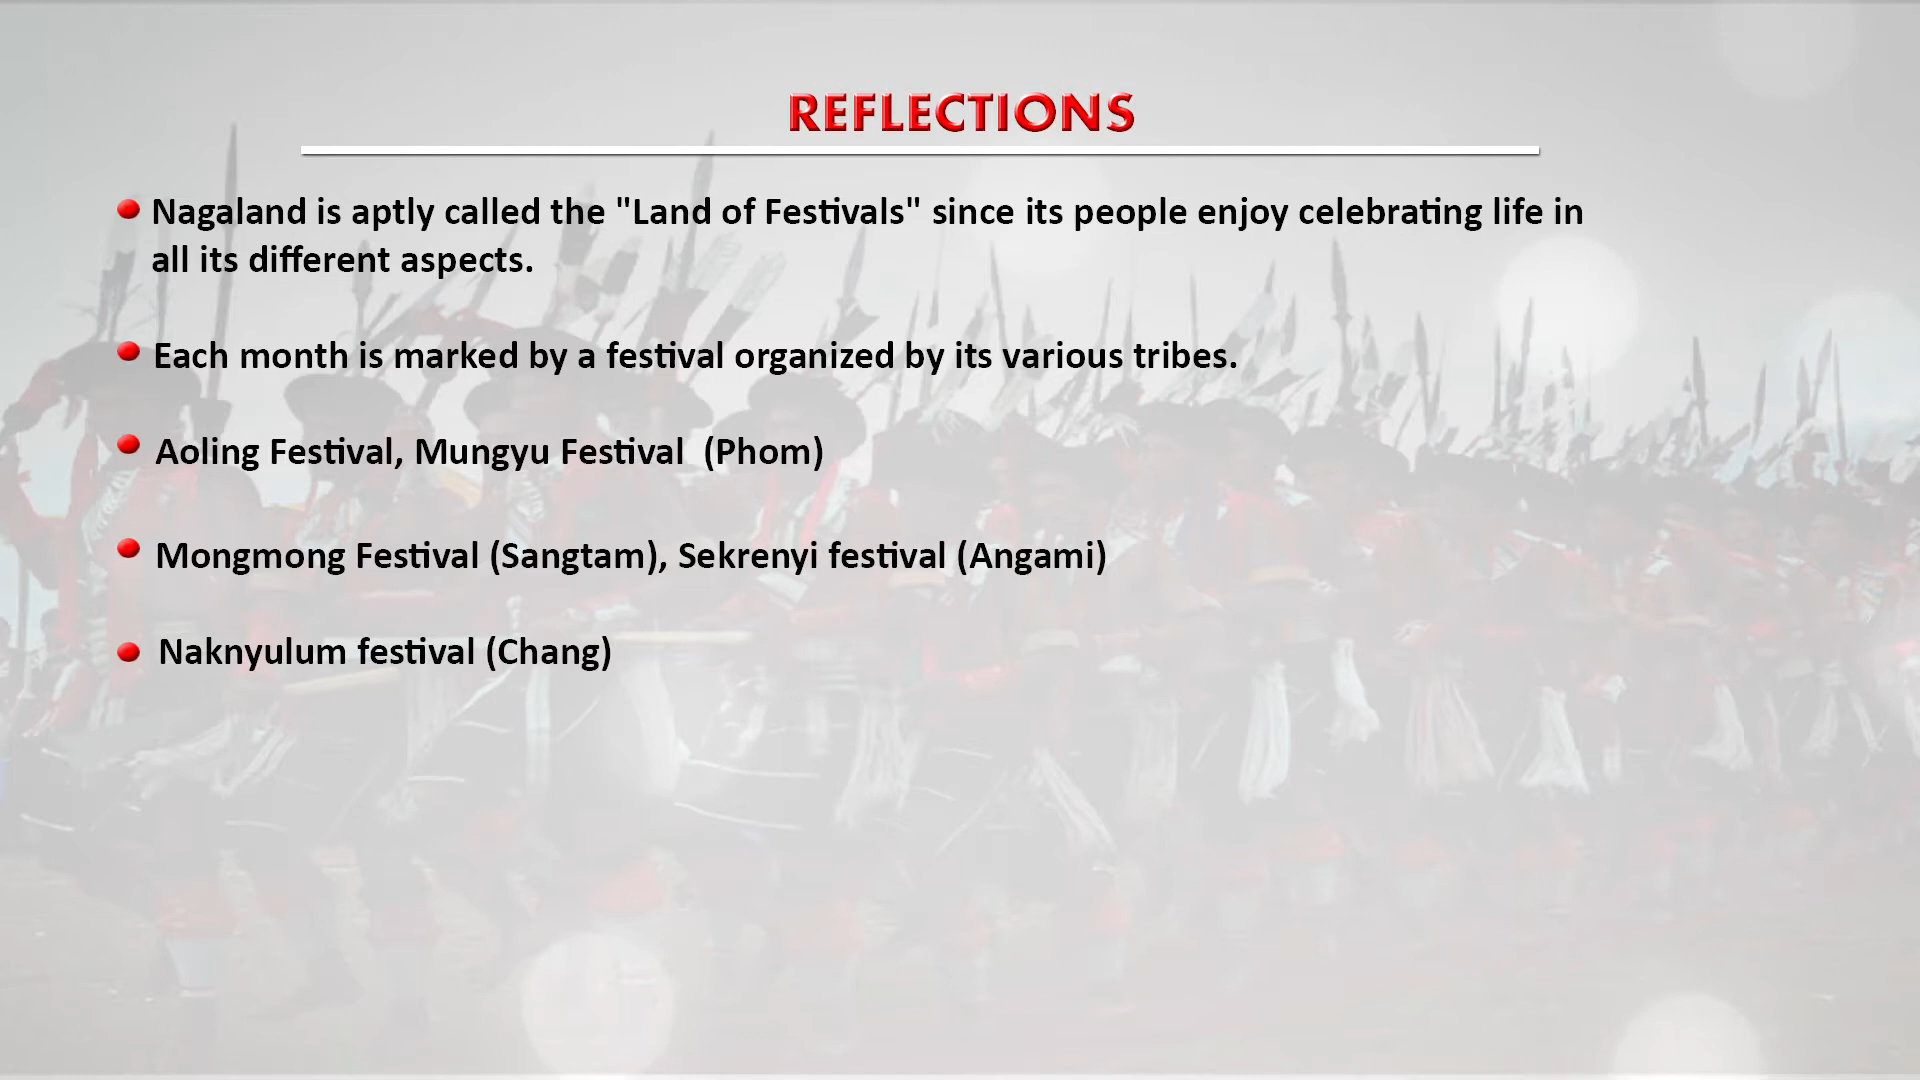 REFLECTIONS
Nagaland is aptly called the "Land of Festivals" since its people enjoy celebrating life in
all its different aspects.
Each month is marked by a festival organized by its various tribes.
Aoling Festival, Mungyu Festival (Phom)
Mongmong Festival (Sangtam), Sekrenyi festival (Angami)
Naknyulum festival (Chang)